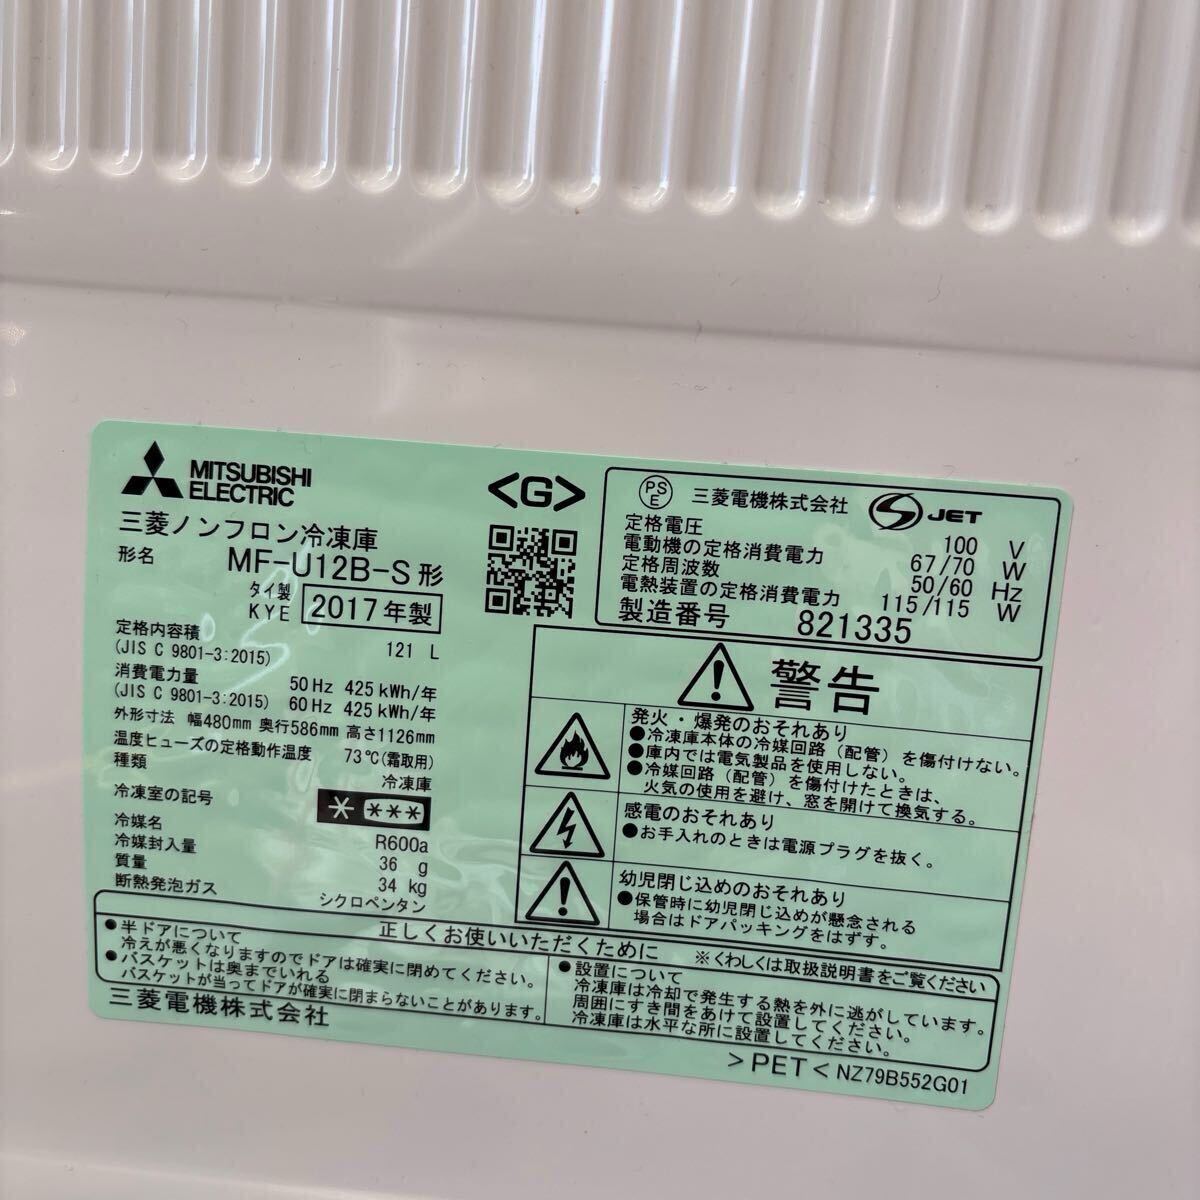 MITSUBISHI
ELECTRIC
三菱ノンフロン冷凍庫
形名 MF-U12B-S 形
タイ製
KYE 2017年製
定格内容積
(JIS C 9801-3:2015) 121 L
消費電力量
(JIS C 9801-3:2015) 50Hz 425kWh/年
60Hz 425kWh/年
外形寸法 幅480mm 奥行586mm 高さ1126mm
温度ヒューズの定格動作温度 73℃(霜取用)
種類 冷凍庫
冷凍室の記号 * ***
冷媒名 R600a
冷媒封入量 36 g
質量 34 kg
断熱発泡ガス シクロペンタン
<G>
PS
E
三菱電機株式会社 S JET
定格電圧 100 V
電動機の定格消費電力 67/70 W
定格周波数 50/60 Hz
電熱装置の定格消費電力 115/115 W
製造番号 821335
警告
発火・爆発のおそれあり
●冷凍庫本体の冷媒回路（配管）を傷付けない。
●庫内では電気製品を使用しない。
●冷媒回路（配管）を傷付けたときは、
火気の使用を避け、窓を開けて換気する。
感電のおそれあり
●お手入れのときは電源プラグを抜く。
幼児閉じ込めのおそれあり
●保管時に幼児閉じ込めが懸念される
場合はドアパッキングをはずす。
正しくお使いいただくために ※くわしくは取扱説明書をご覧ください
●半ドアについて
冷えが悪くなりますのでドアは確実に閉めてください。
●バスケットは奥までいれる
バスケットが当ってドアが確実に閉まらないことがあります。
●設置について
冷凍庫は冷却で発生する熱を外に逃がしています。
周囲にすき間をあけて設置してください。
冷凍庫は水平な所に設置してください。
三菱電機株式会社
>PET< NZ79B552G01